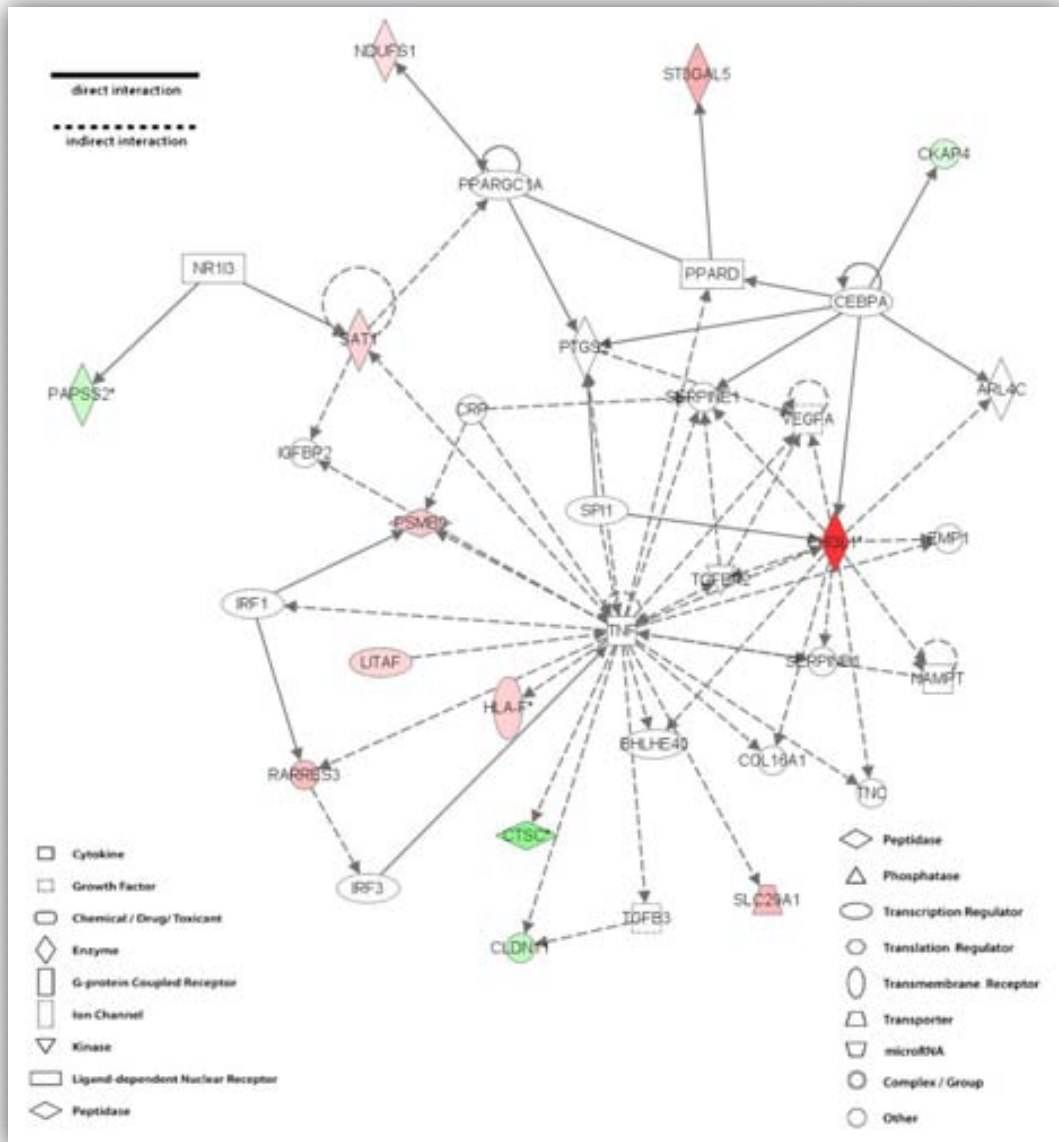 NDUFS1
ST3GAL5
direct interaction
indirect interaction
CKAP4
PPARGC1A
NR1I3
PPARD
CEBPA
SAT1
PTGS2
PAPSS2*
ARL4C
SERPINE1
CRP
VEGFA
IGFBP2
SPI1
PSMB9
TIMP1
TGFBR2
IRF1
TNF
LITAF
SERPINB1
NAMPT
HLA-F*
BHLHE40
COL16A1
RARRES3
TNC
CTSC*
IRF3
SLC29A1
TGFB3
CLDN11
Cytokine
Growth Factor
Chemical / Drug/ Toxicant
Enzyme
G-protein Coupled Receptor
Ion Channel
Kinase
Ligand-dependent Nuclear Receptor
Peptidase
Peptidase
Phosphatase
Transcription Regulator
Translation Regulator
Transmembrane Receptor
Transporter
microRNA
Complex / Group
Other